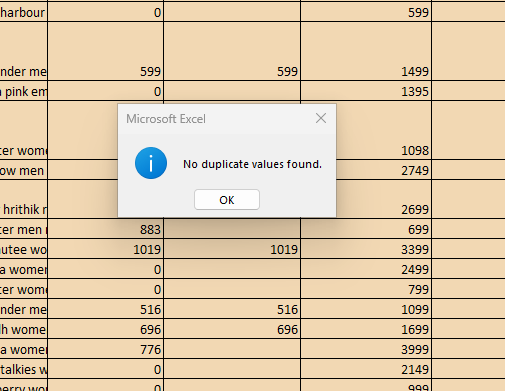 harbour 0 599
nder me 599 599 1499
pink em 0 1395
Microsoft Excel
ter wome 1098
ow men 2749
No duplicate values found.
OK
hrithik r 2699
ter men 883 699
autee wo 1019 1019 3399
a women 0 2499
ter wome 0 799
nder me 516 516 1099
lh wome 696 696 1699
a women 776 3999
talkies w 0 2149
berry wo 0 999